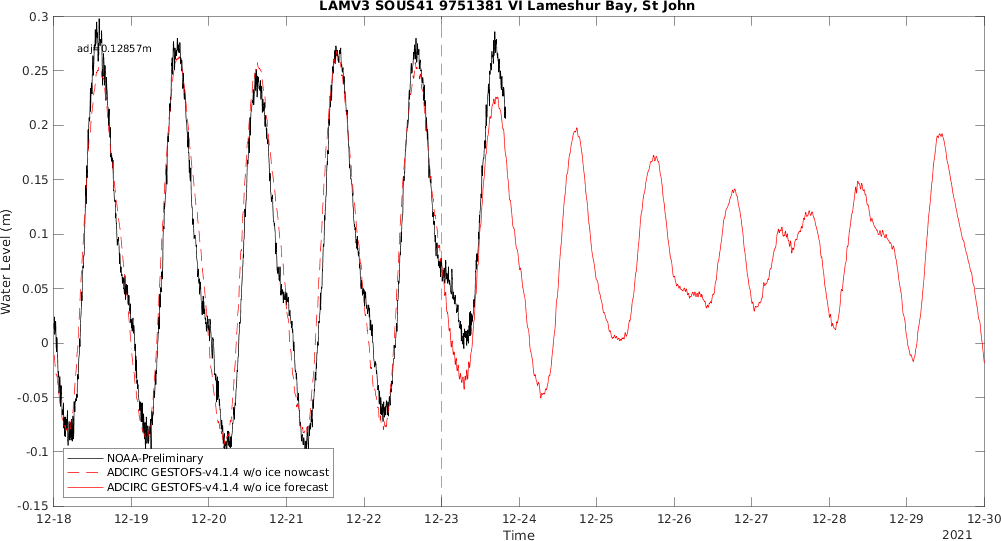 LAMV3 SOUS41 9751381 VI Lameshur Bay, St John
0.3
0.25
0.2
0.15
0.1
0.05
0
-0.05
-0.1
-0.15
Water Level (m)
adj=0.12857m
NOAA-Preliminary
ADCIRC GESTOFS-v4.1.4 w/o ice nowcast
ADCIRC GESTOFS-v4.1.4 w/o ice forecast
12-18 12-19 12-20 12-21 12-22 12-23 12-24 12-25 12-26 12-27 12-28 12-29 12-30
Time
2021